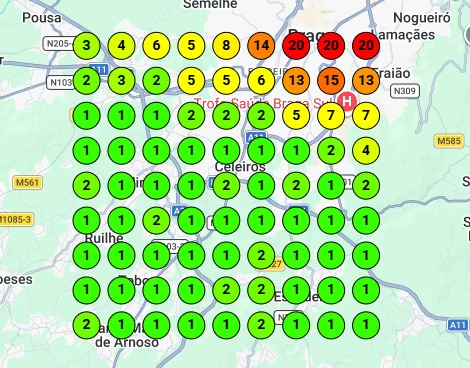 Semelhe
Pousa
Nogueiró
N205-
3 4 6 5 8 14 20 20 20
Lamaçães
N103
2 3 2 5 5 6 13 15 13
N309
Trofa Saúde Braga Sul
H
1 1 1 2 2 2 5 7 7
A11
M585
1 1 1 1 1 1 1 2 4
Celeirós
M561
2 1 1 1 2 1 2 1 2
M1085-3
1 1 2 1 1 1 1 1 1
Ruilhe
1 1 1 1 1 2 1 1 1
1 1 1 1 2 2 1 1 1
A11
2 1 1 1 1 2 1 1 1
de Arnoso